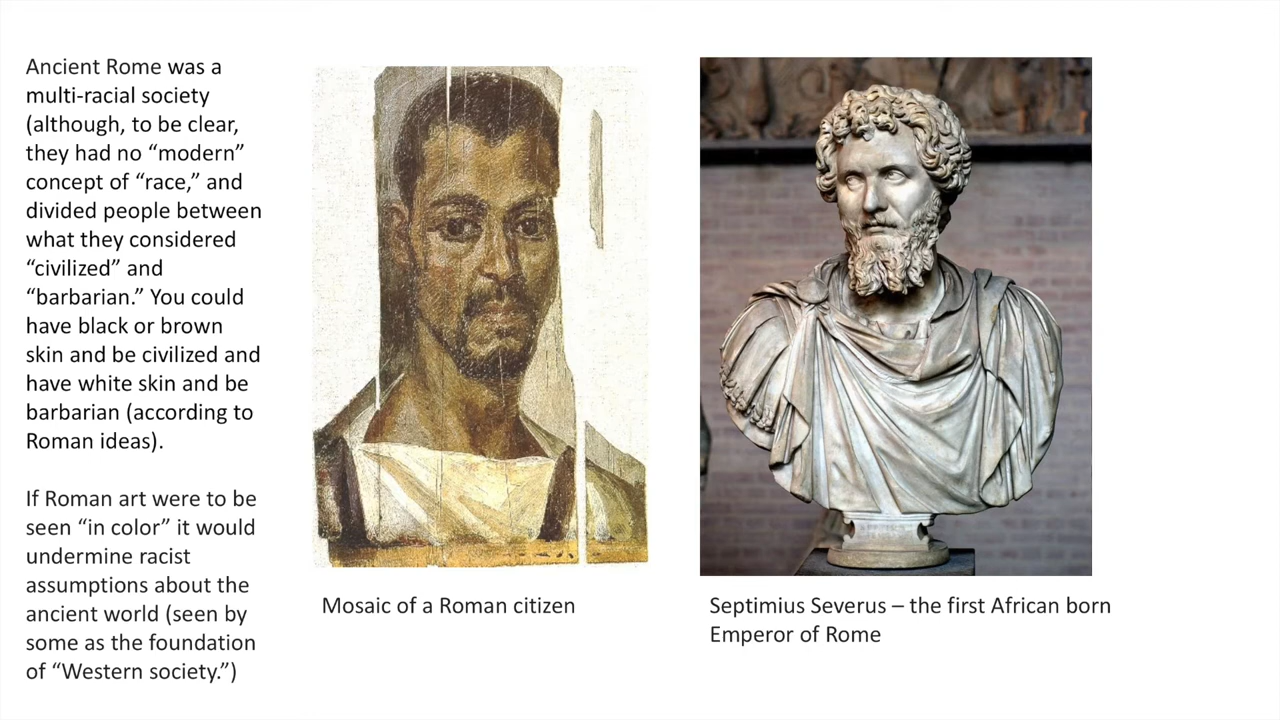 Ancient Rome was a
multi-racial society
(although, to be clear,
they had no “modern”
concept of “race,” and
divided people between
what they considered
“civilized” and
“barbarian.” You could
have black or brown
skin and be civilized and
have white skin and be
barbarian (according to
Roman ideas).
If Roman art were to be
seen “in color” it would
undermine racist
assumptions about the
ancient world (seen by
some as the foundation
of “Western society.”)
Mosaic of a Roman citizen
Septimius Severus – the first African born
Emperor of Rome